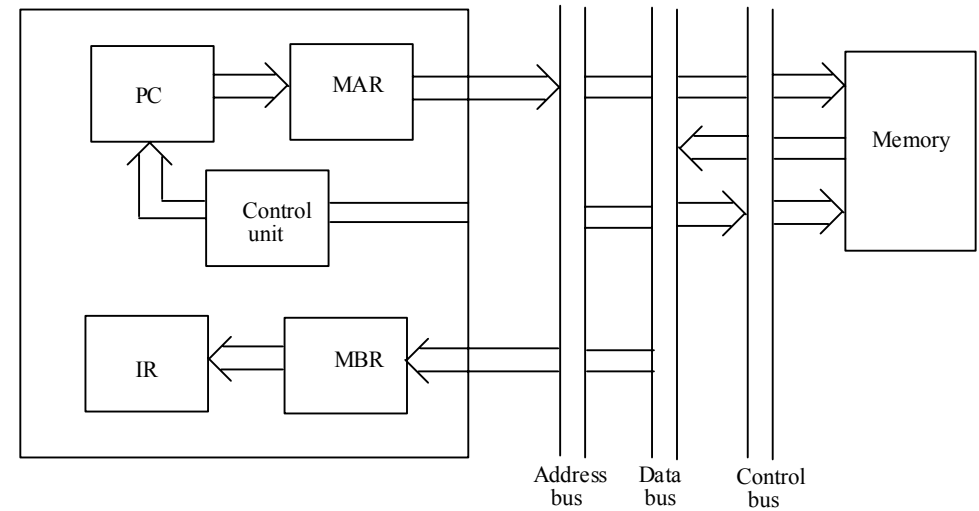 PC
MAR
Memory
Control
unit
IR
MBR
Address
bus
Data
bus
Control
bus